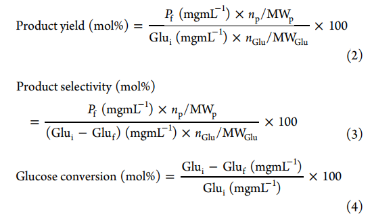 Product yield (mol%) = P_f (mgmL^-1) × n_p/MW_p / Glu_i (mgmL^-1) × n_Glu/MW_Glu × 100
(2)
Product selectivity (mol%)
= P_f (mgmL^-1) × n_p/MW_p / (Glu_i − Glu_f) (mgmL^-1) × n_Glu/MW_Glu × 100
(3)
Glucose conversion (mol%) = Glu_i − Glu_f (mgmL^-1) / Glu_i (mgmL^-1) × 100
(4)